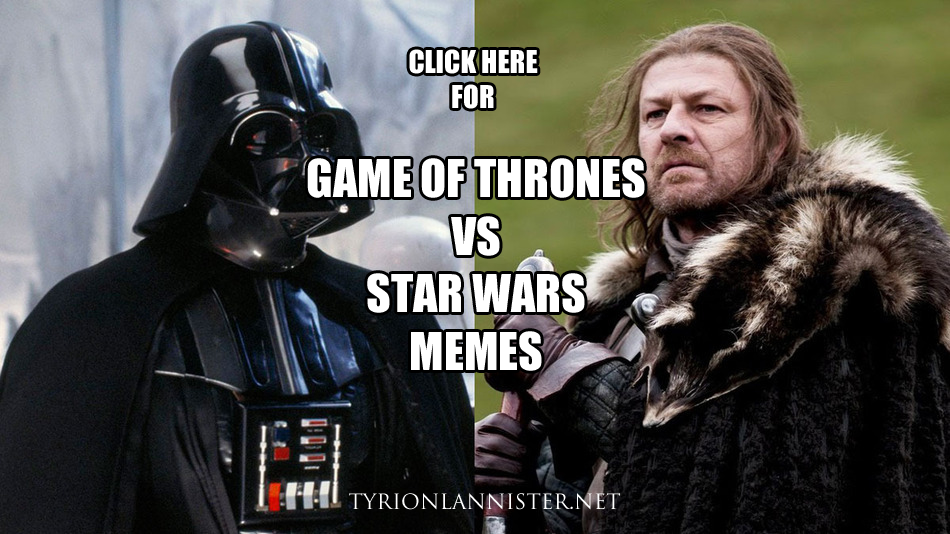 CLICK HERE
FOR
GAME OF THRONES
VS
STAR WARS
MEMES
TYRIONLANNISTER.NET